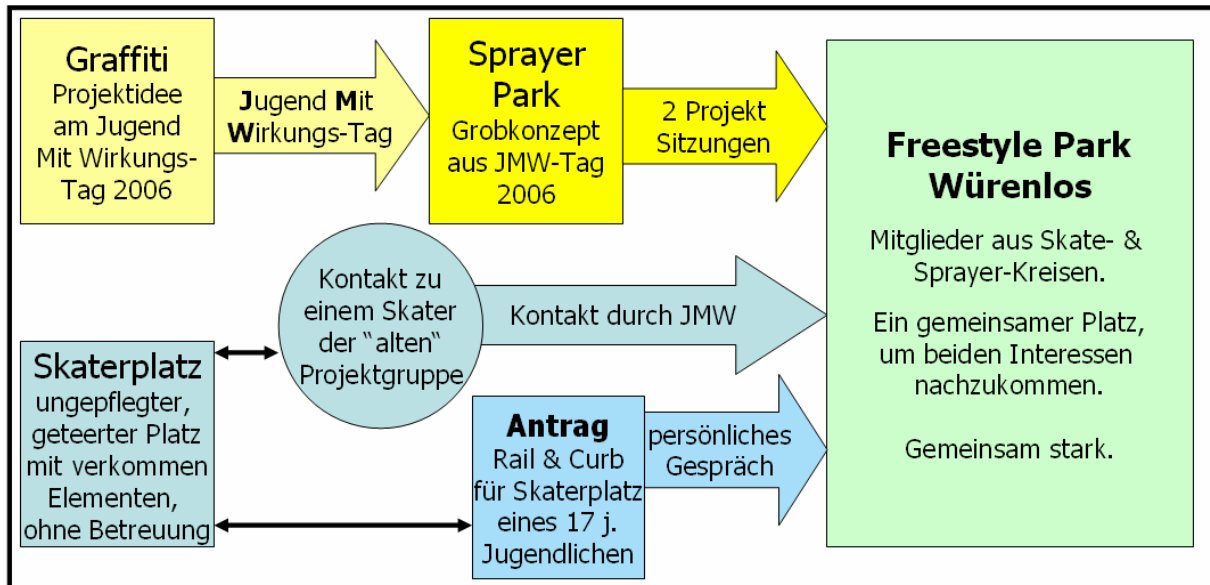 Graffiti
Projektidee
am Jugend
Mit Wirkungs-
Tag 2006
Jugend Mit
Wirkungs-Tag
Sprayer
Park
Grobkonzept
aus JMW-Tag
2006
2 Projekt
Sitzungen
Freestyle Park
Würenlos
Mitglieder aus Skate- &
Sprayer-Kreisen.
Ein gemeinsamer Platz,
um beiden Interessen
nachzukommen.
Gemeinsam stark.
Kontakt zu
einem Skater
der "alten"
Projektgruppe
Kontakt durch JMW
Skaterplatz
ungepflegter,
geteerter Platz
mit verkommen
Elementen,
ohne Betreuung
Antrag
Rail & Curb
für Skaterplatz
eines 17 j.
Jugendlichen
persönliches
Gespräch